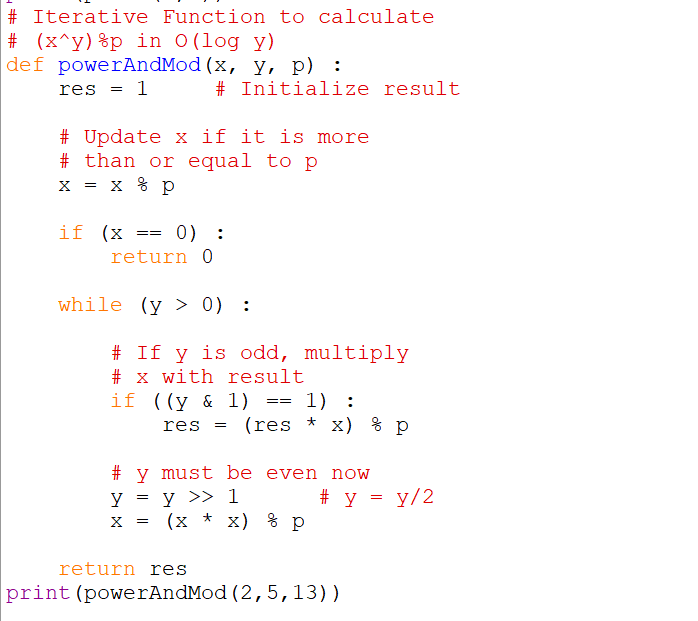 # Iterative Function to calculate
# (x^y)%p in O(log y)
def powerAndMod(x, y, p) :
    res = 1     # Initialize result

    # Update x if it is more
    # than or equal to p
    x = x % p

    if (x == 0) :
        return 0

    while (y > 0) :

        # If y is odd, multiply
        # x with result
        if ((y & 1) == 1) :
            res = (res * x) % p

        # y must be even now
        y = y >> 1      # y = y/2
        x = (x * x) % p

    return res
print(powerAndMod(2,5,13))